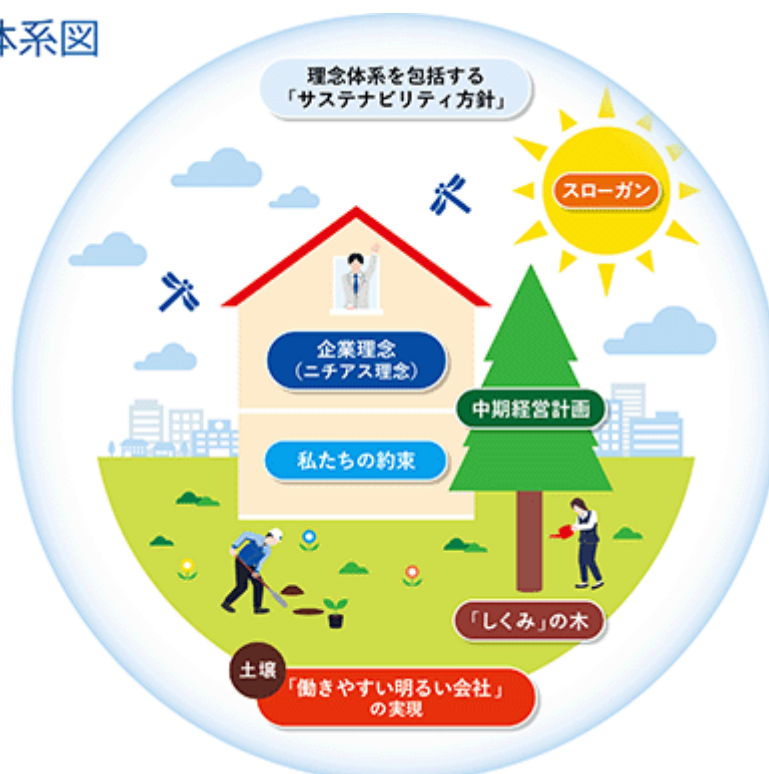 体系図
理念体系を包括する
「サステナビリティ方針」
スローガン
企業理念
(ニチアス理念)
中期経営計画
私たちの約束
「しくみ」の木
土壌
「働きやすい明るい会社」
の実現